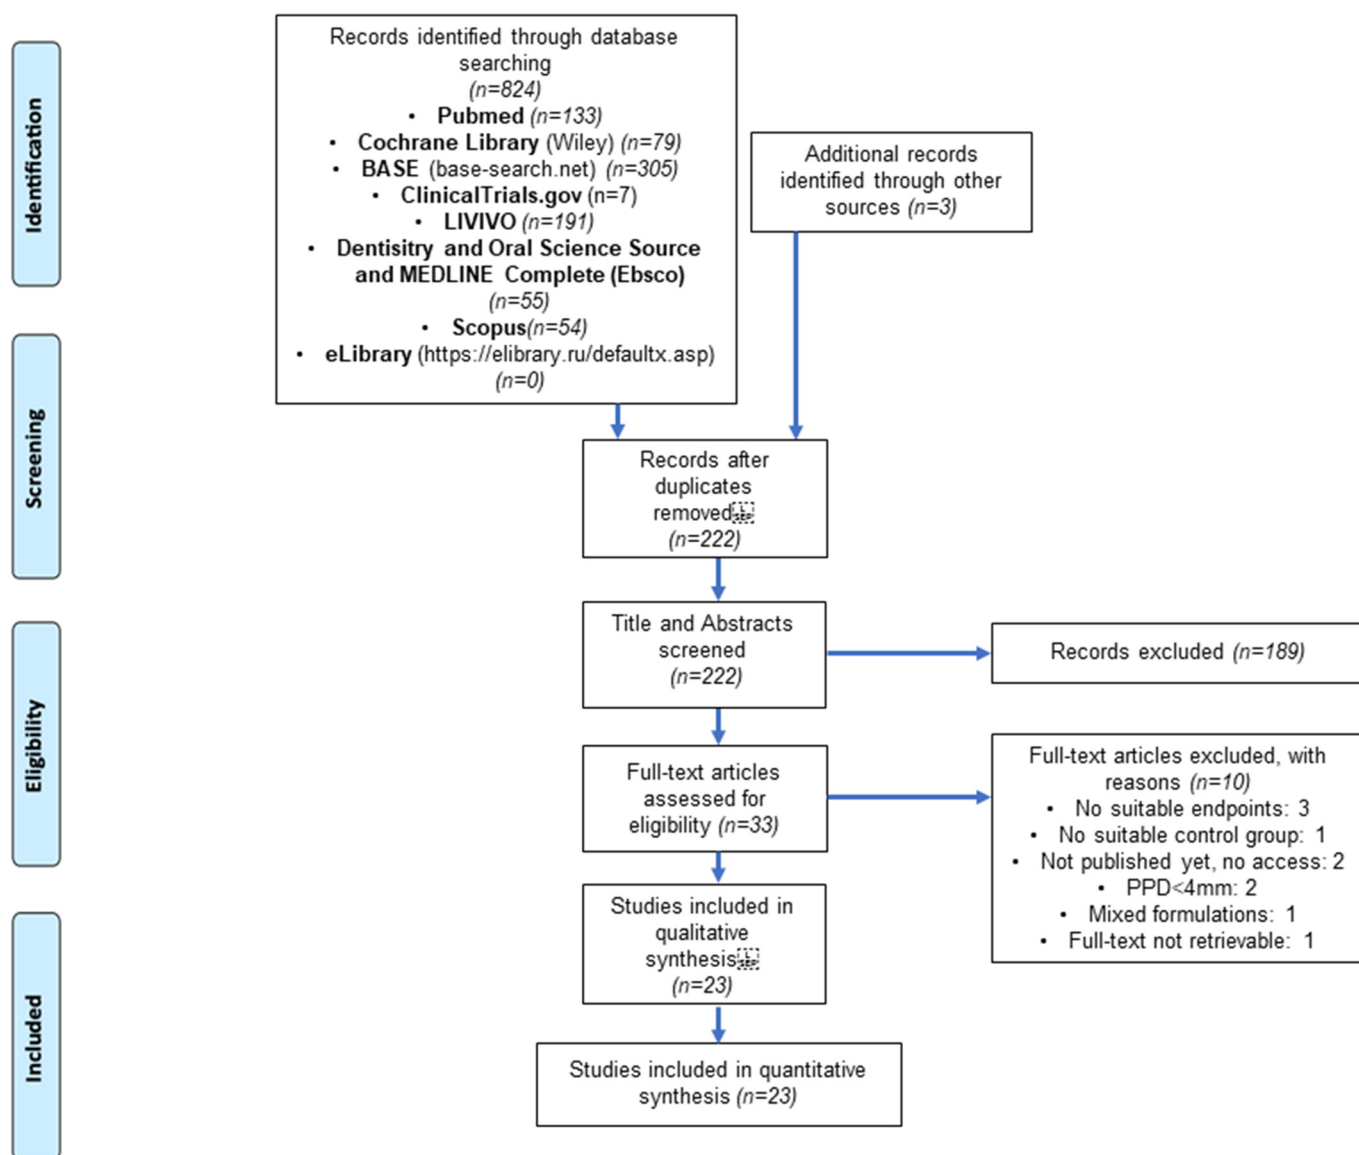 Identification
Records identified through database
searching
(n=824)
• Pubmed (n=133)
• Cochrane Library (Wiley) (n=79)
• BASE (base-search.net) (n=305)
• ClinicalTrials.gov (n=7)
• LIVIVO (n=191)
• Dentisitry and Oral Science Source
and MEDLINE Complete (Ebsco)
(n=55)
• Scopus(n=54)
• eLibrary (https://elibrary.ru/defaultx.asp)
(n=0)
Additional records
identified through other
sources (n=3)
Screening
Records after
duplicates
removed
(n=222)
Title and Abstracts
screened
(n=222)
Records excluded (n=189)
Eligibility
Full-text articles
assessed for
eligibility (n=33)
Full-text articles excluded, with
reasons (n=10)
• No suitable endpoints: 3
• No suitable control group: 1
• Not published yet, no access: 2
• PPD<4mm: 2
• Mixed formulations: 1
• Full-text not retrievable: 1
Included
Studies included in
qualitative
synthesis
(n=23)
Studies included in quantitative
synthesis (n=23)